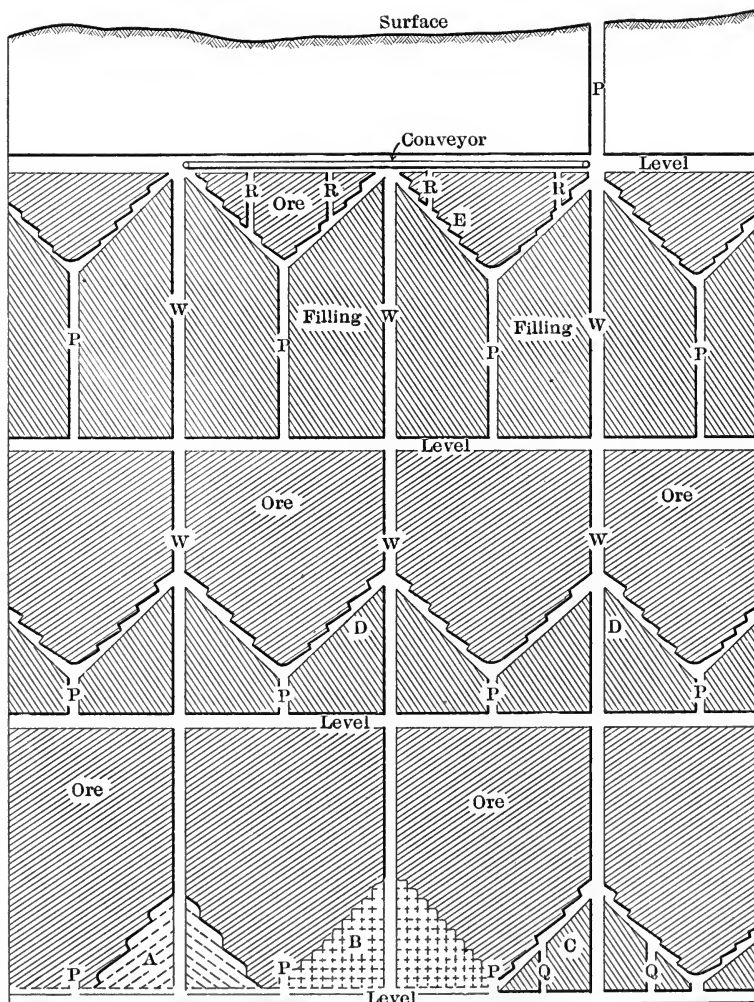 Surface
P
Conveyor
Level
R R R R
Ore E
W Filling W Filling W
P P P P
Level
Ore Ore
W W W
D D
P P P P
Level
Ore Ore
B C
A
P P P Q Q
Level